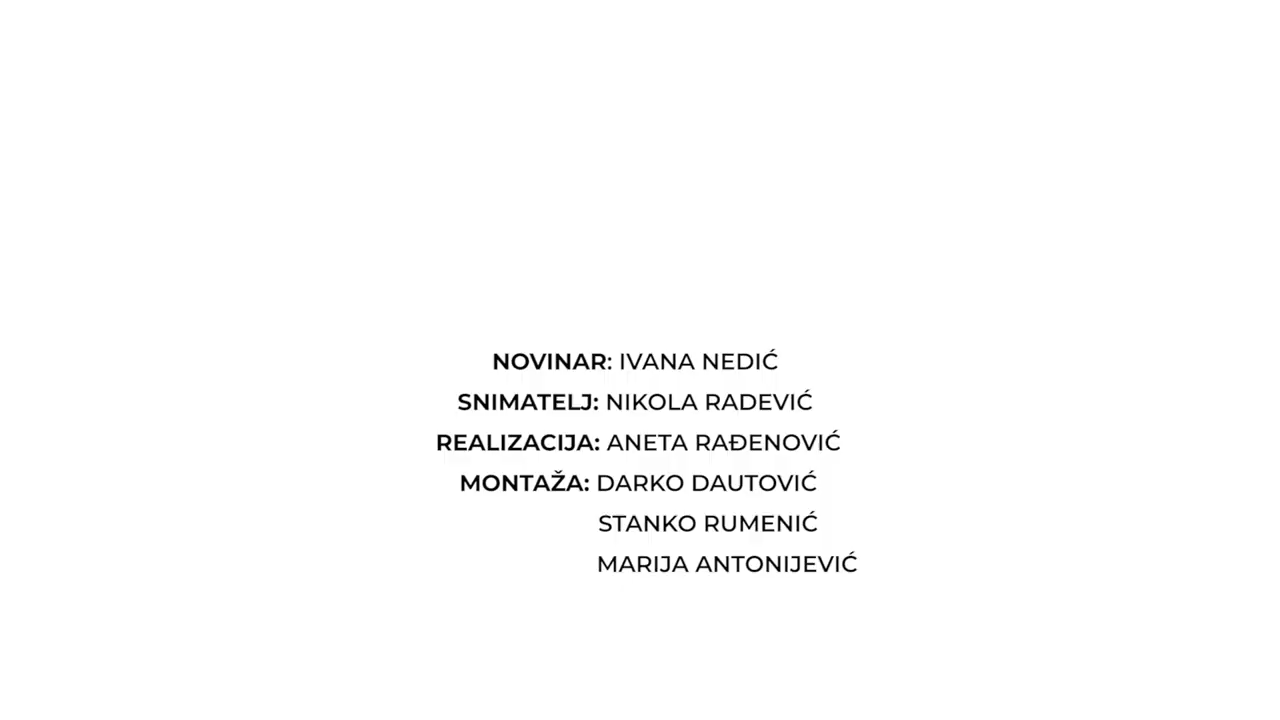 NOVINAR: IVANA NEDIĆ
SNIMATELJ: NIKOLA RADEVIĆ
REALIZACIJA: ANETA RAĐENOVIĆ
MONTAŽA: DARKO DAUTOVIĆ
STANKO RUMENIĆ
MARIJA ANTONIJEVIĆ